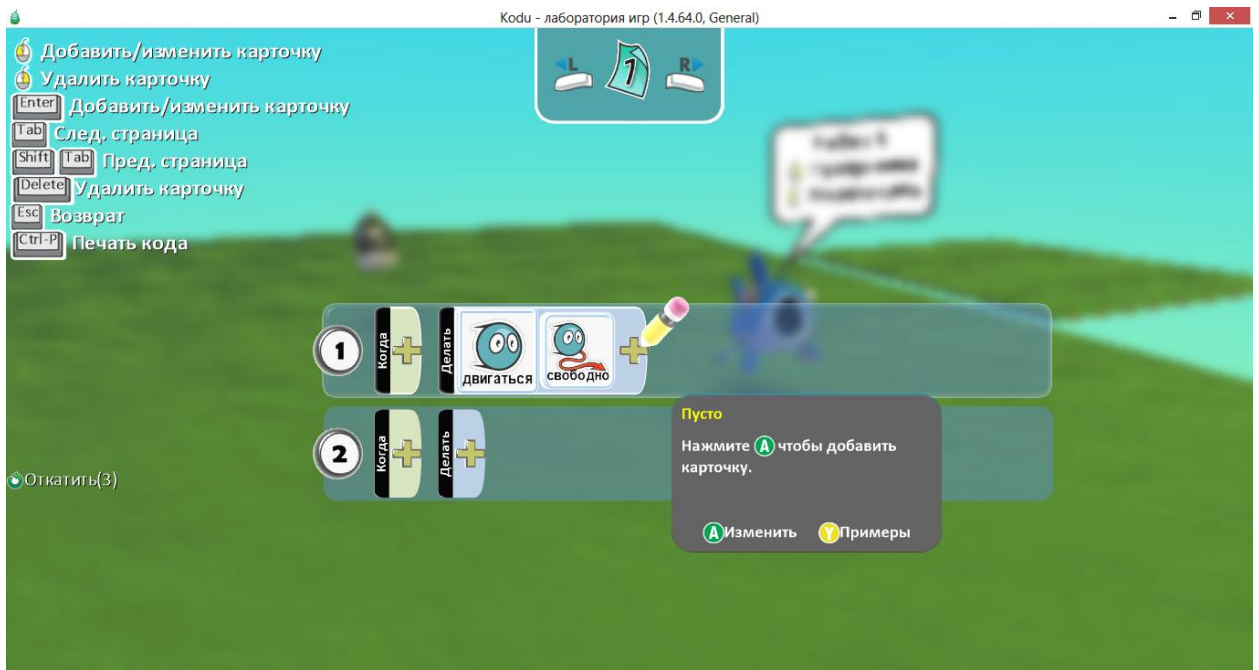 Kodu - лаборатория игр (1.4.64.0, General)
Добавить/изменить карточку
Удалить карточку
Enter Добавить/изменить карточку
Tab След. страница
Shift Tab Пред. страница
Delete Удалить карточку
Esc Возврат
Ctrl-P Печать кода
L 1 R
1 Когда Делать двигаться свободно
2 Когда Делать
Пусто
Нажмите A чтобы добавить
карточку.
A Изменить Y Примеры
Откатить(3)